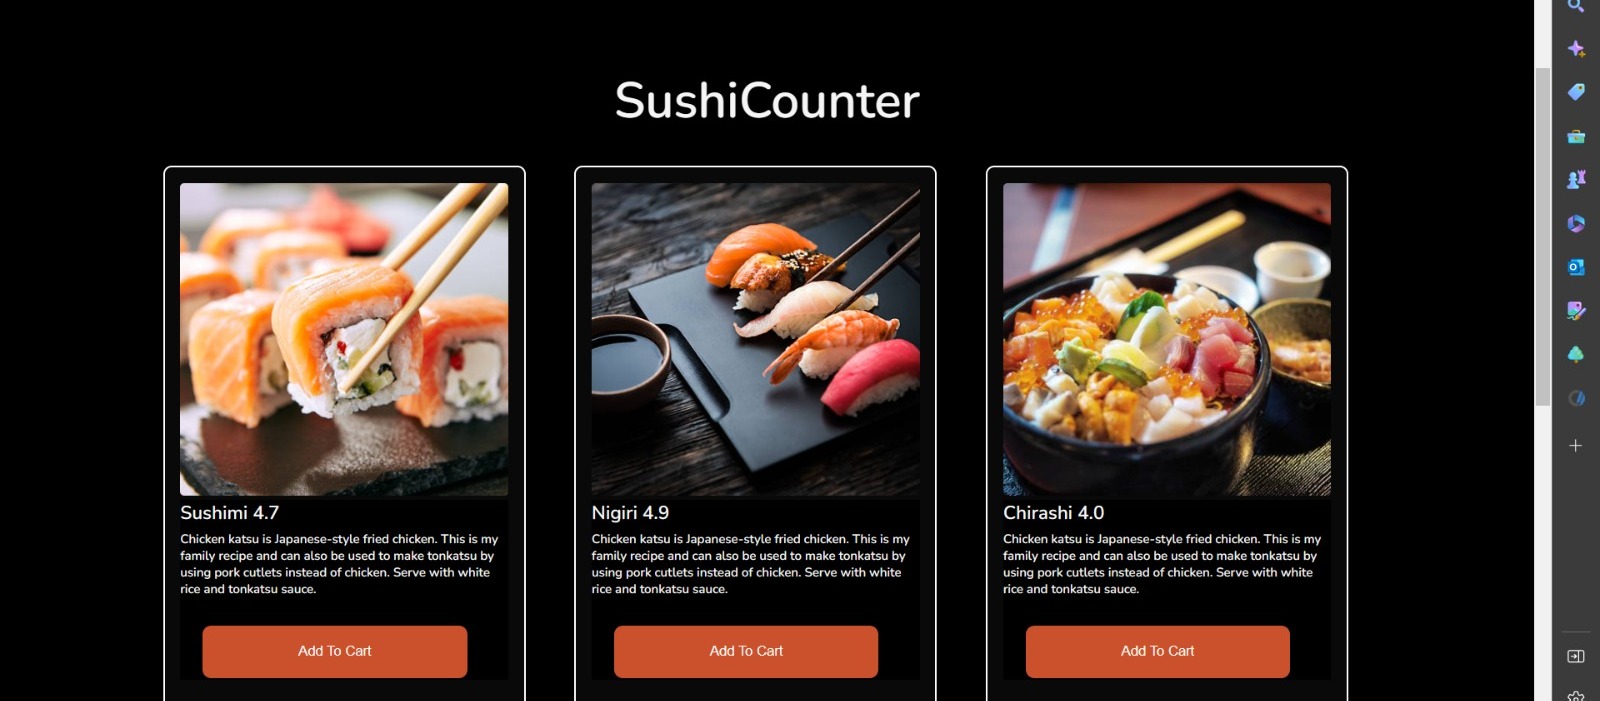 SushiCounter
Sushimi 4.7
Chicken katsu is Japanese-style fried chicken. This is my
family recipe and can also be used to make tonkatsu by
using pork cutlets instead of chicken. Serve with white
rice and tonkatsu sauce.
Add To Cart
Nigiri 4.9
Chicken katsu is Japanese-style fried chicken. This is my
family recipe and can also be used to make tonkatsu by
using pork cutlets instead of chicken. Serve with white
rice and tonkatsu sauce.
Add To Cart
Chirashi 4.0
Chicken katsu is Japanese-style fried chicken. This is my
family recipe and can also be used to make tonkatsu by
using pork cutlets instead of chicken. Serve with white
rice and tonkatsu sauce.
Add To Cart